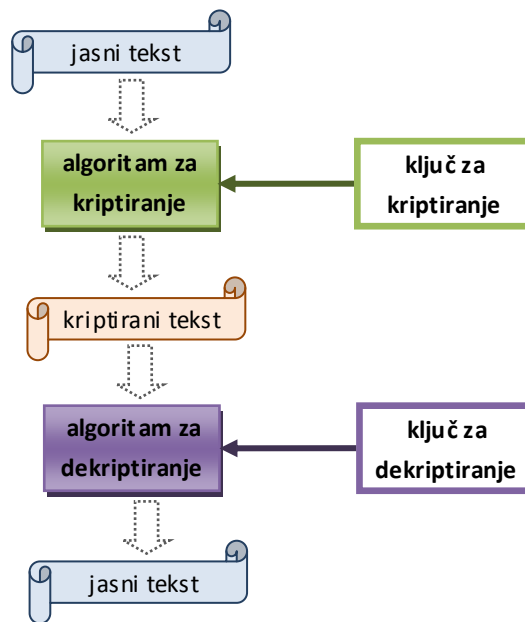 jasni tekst
algoritam za
kriptiranje
ključ za
kriptiranje
kriptirani tekst
algoritam za
dekriptiranje
ključ za
dekriptiranje
jasni tekst